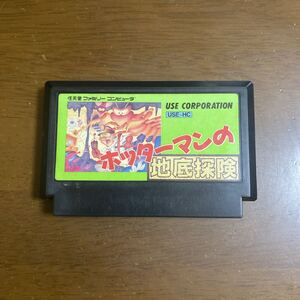 任天堂 ファミリー コンピュータ
USE CORPORATION
USE-HC
ホッターマンの
地底探険